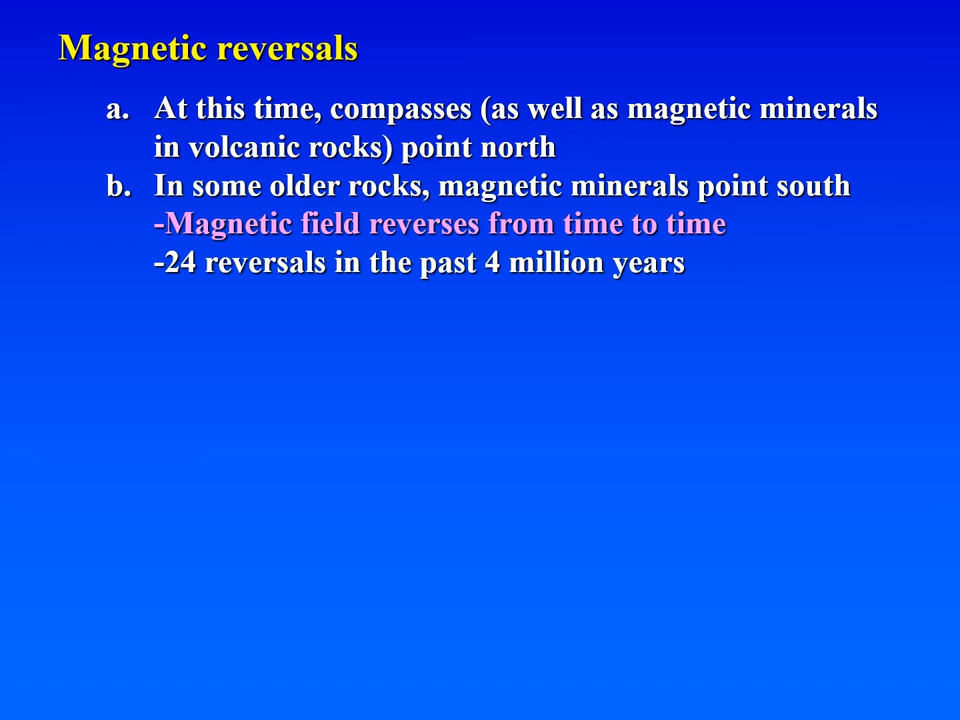 Magnetic reversals
a. At this time, compasses (as well as magnetic minerals
in volcanic rocks) point north
b. In some older rocks, magnetic minerals point south
-Magnetic field reverses from time to time
-24 reversals in the past 4 million years